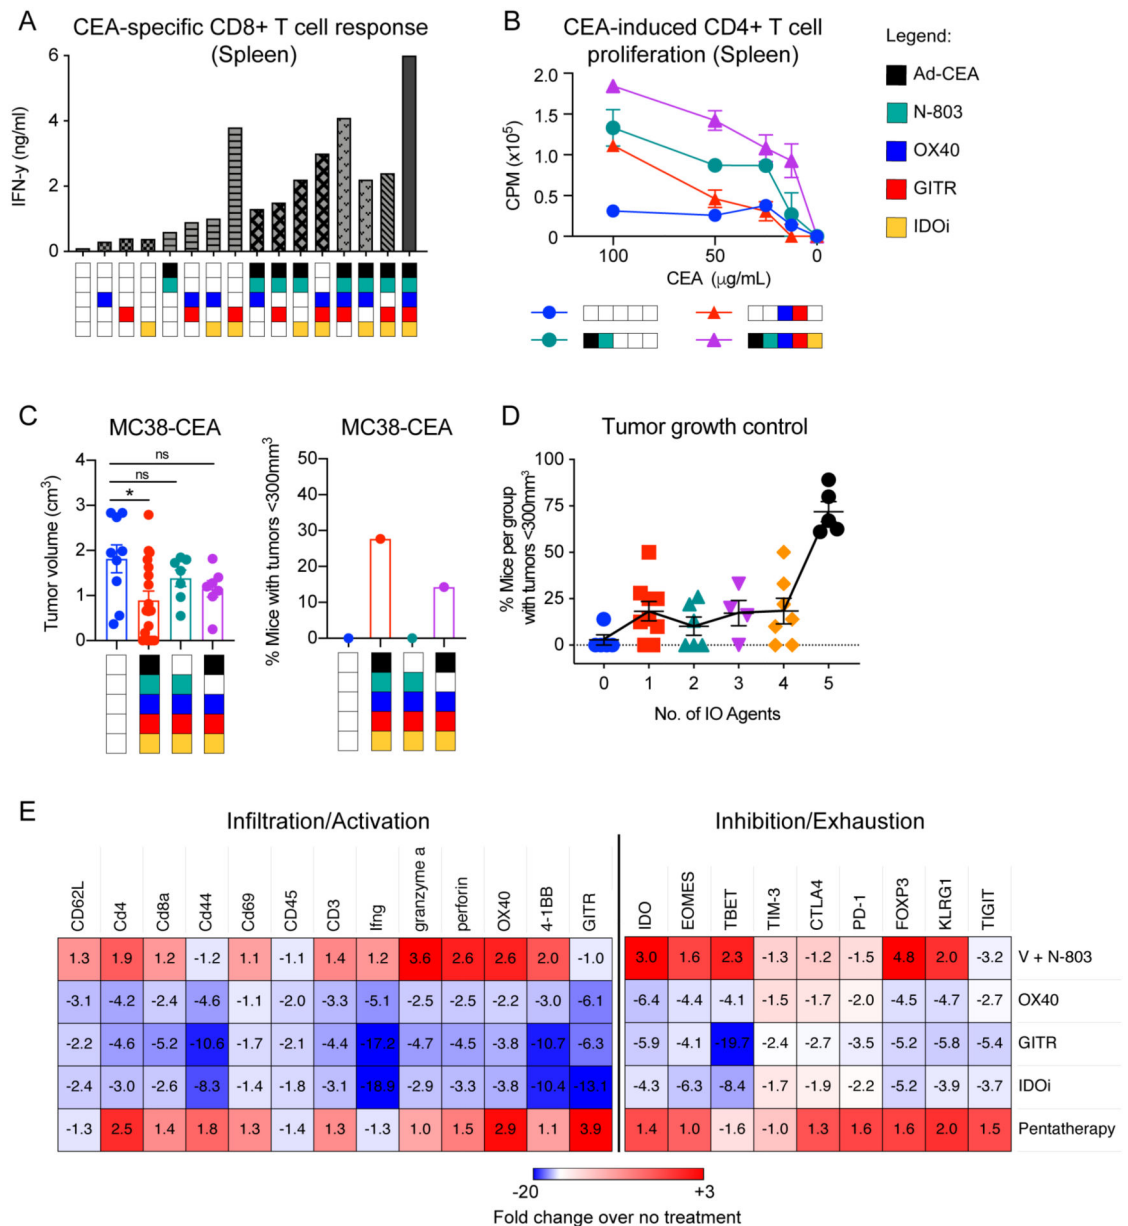 A
CEA-specific CD8+ T cell response
(Spleen)
IFN-y (ng/ml)
6
4
2
0
B
CEA-induced CD4+ T cell
proliferation (Spleen)
CPM (x10⁵)
2.0
1.5
1.0
0.5
0
100
50
0
CEA (μg/mL)
Legend:
Ad-CEA
N-803
OX40
GITR
IDOi
C
MC38-CEA
Tumor volume (cm³)
ns
ns
*
4
3
2
1
0
MC38-CEA
% Mice with tumors <300mm³
50
40
30
20
10
0
D
Tumor growth control
% Mice per group
with tumors <300mm³
100
75
50
25
0
0 1 2 3 4 5
No. of IO Agents
E
Infiltration/Activation
Inhibition/Exhaustion
CD62L Cd4 Cd8a Cd44 Cd69 CD45 CD3 Ifng granzyme a perforin OX40 4-1BB GITR IDO EOMES TBET TIM-3 CTLA4 PD-1 FOXP3 KLRG1 TIGIT
1.3 1.9 1.2 -1.2 1.1 -1.1 1.4 1.2 3.6 2.6 2.6 2.0 -1.0 3.0 1.6 2.3 -1.3 -1.2 -1.5 4.8 2.0 -3.2 V + N-803
-3.1 -4.2 -2.4 -4.6 -1.1 -2.0 -3.3 -5.1 -2.5 -2.5 -2.2 -3.0 -6.1 -6.4 -4.4 -4.1 -1.5 -1.7 -2.0 -4.5 -4.7 -2.7 OX40
-2.2 -4.6 -5.2 -10.6 -1.7 -2.1 -4.4 -17.2 -4.7 -4.5 -3.8 -10.7 -6.3 -5.9 -4.1 -19.7 -2.4 -2.7 -3.5 -5.2 -5.8 -5.4 GITR
-2.4 -3.0 -2.6 -8.3 -1.4 -1.8 -3.1 -18.9 -2.9 -3.3 -3.8 -10.4 -13.1 -4.3 -6.3 -8.4 -1.7 -1.9 -2.2 -5.2 -3.9 -3.7 IDOi
-1.3 2.5 1.4 1.8 1.3 -1.4 1.3 -1.3 1.0 1.5 2.9 1.1 3.9 1.4 1.0 -1.6 -1.0 1.3 1.6 1.6 2.0 1.5 Pentatherapy
-20 +3
Fold change over no treatment